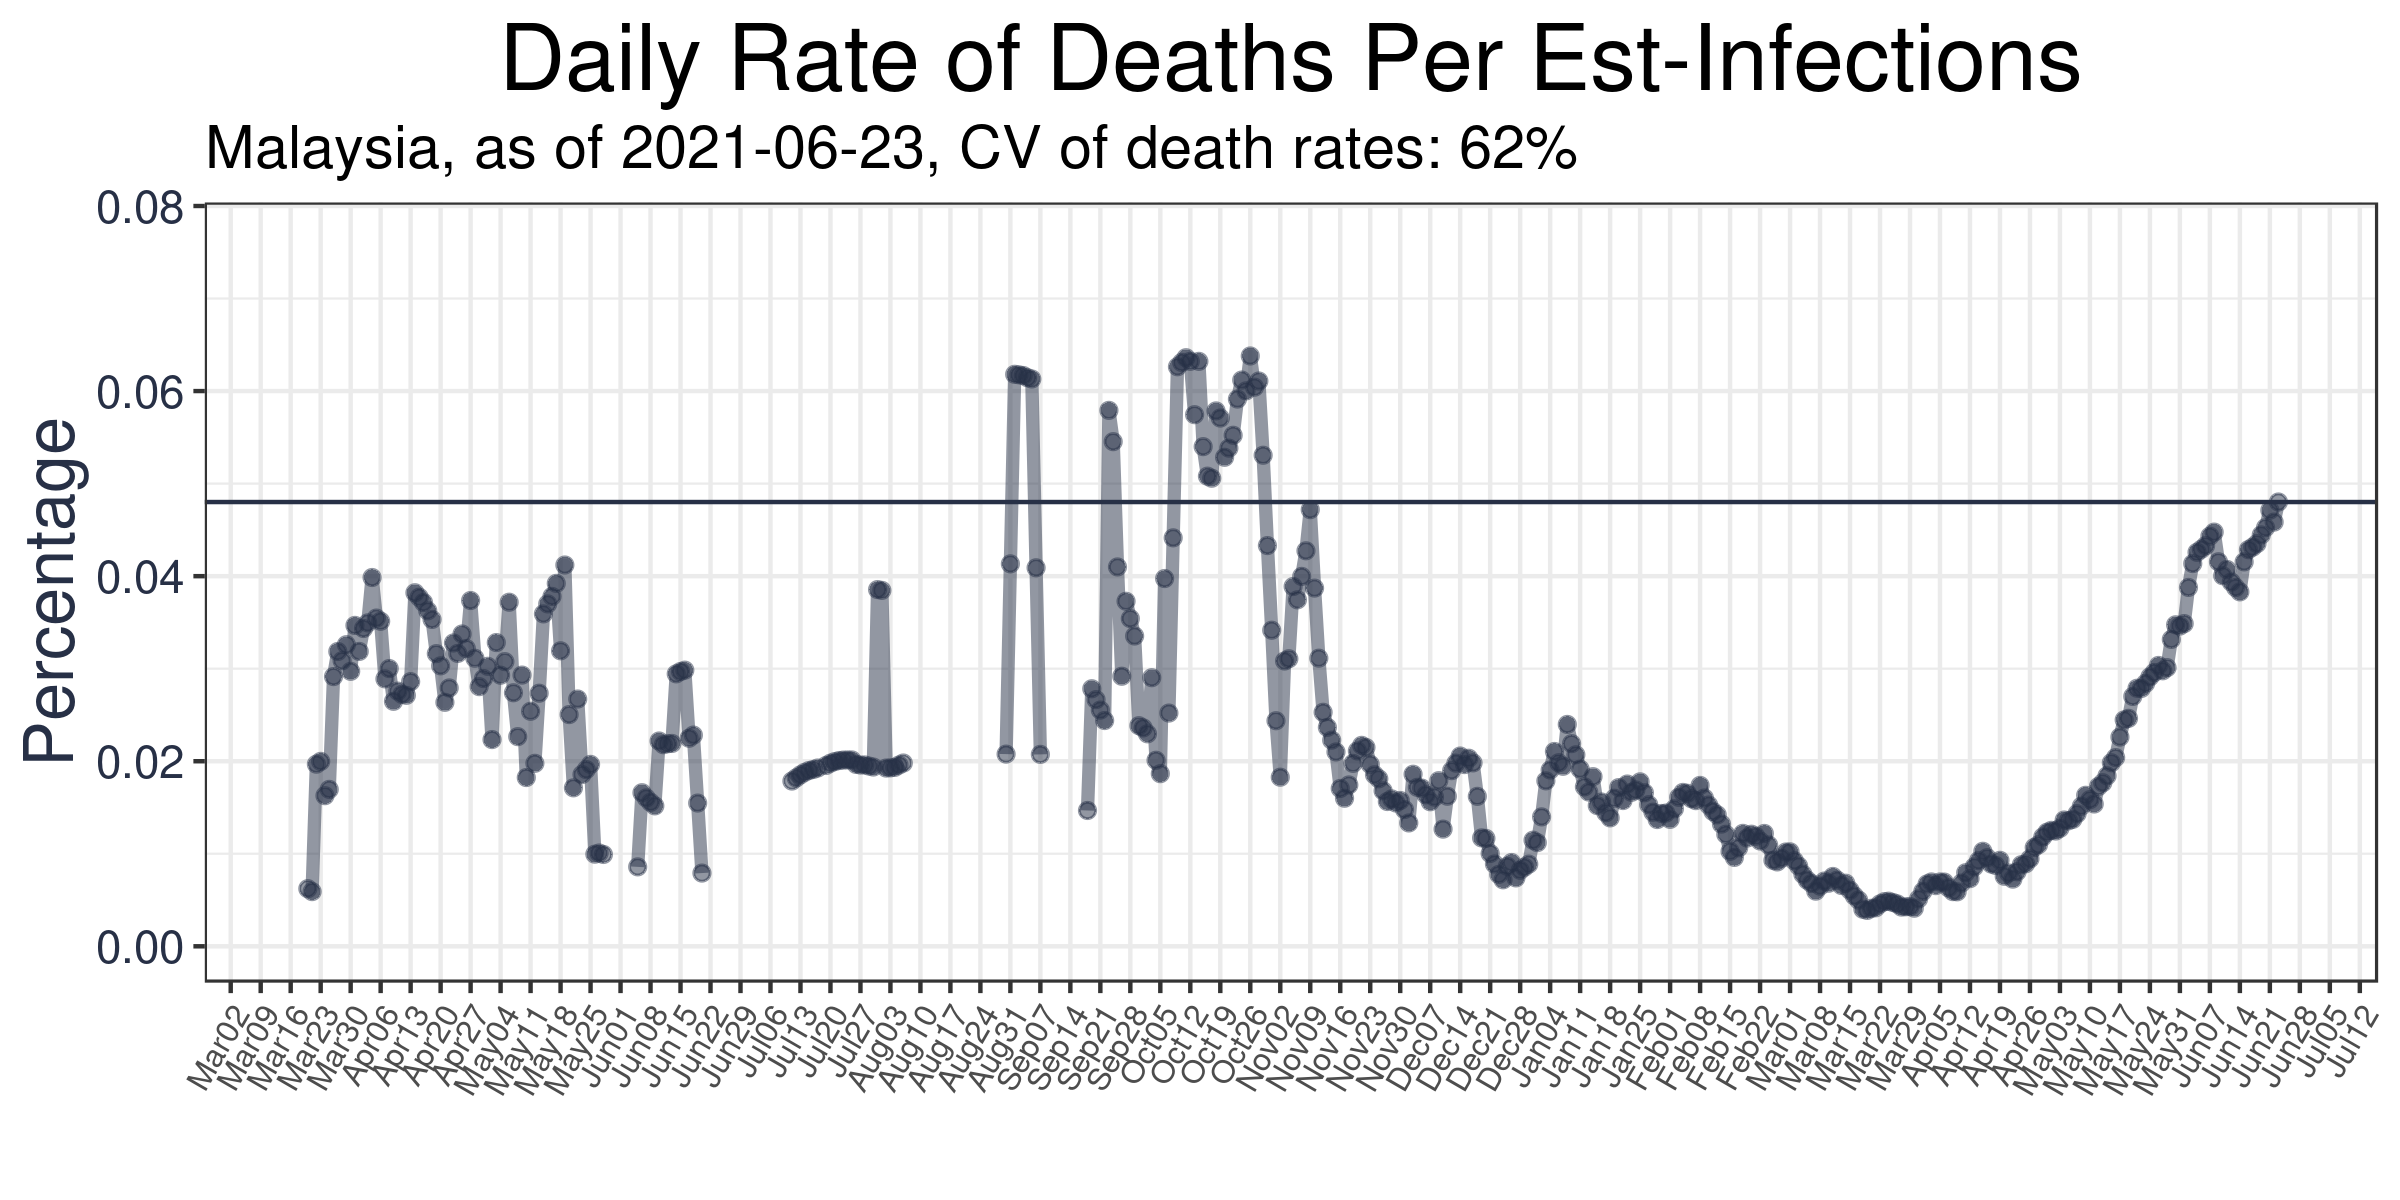 Daily Rate of Deaths Per Est-Infections
Malaysia, as of 2021-06-23, CV of death rates: 62%
Percentage
0.08
0.06
0.04
0.02
0.00
Mar02
Mar09
Mar16
Mar23
Mar30
Apr06
Apr13
Apr20
Apr27
May04
May11
May18
May25
Jun01
Jun08
Jun15
Jun22
Jun29
Jul06
Jul13
Jul20
Jul27
Aug03
Aug10
Aug17
Aug24
Aug31
Sep07
Sep14
Sep21
Sep28
Oct05
Oct12
Oct19
Oct26
Nov02
Nov09
Nov16
Nov23
Nov30
Dec07
Dec14
Dec21
Dec28
Jan04
Jan11
Jan18
Jan25
Feb01
Feb08
Feb15
Feb22
Mar01
Mar08
Mar15
Mar22
Mar29
Apr05
Apr12
Apr19
Apr26
May03
May10
May17
May24
May31
Jun07
Jun14
Jun21
Jun28
Jul05
Jul12